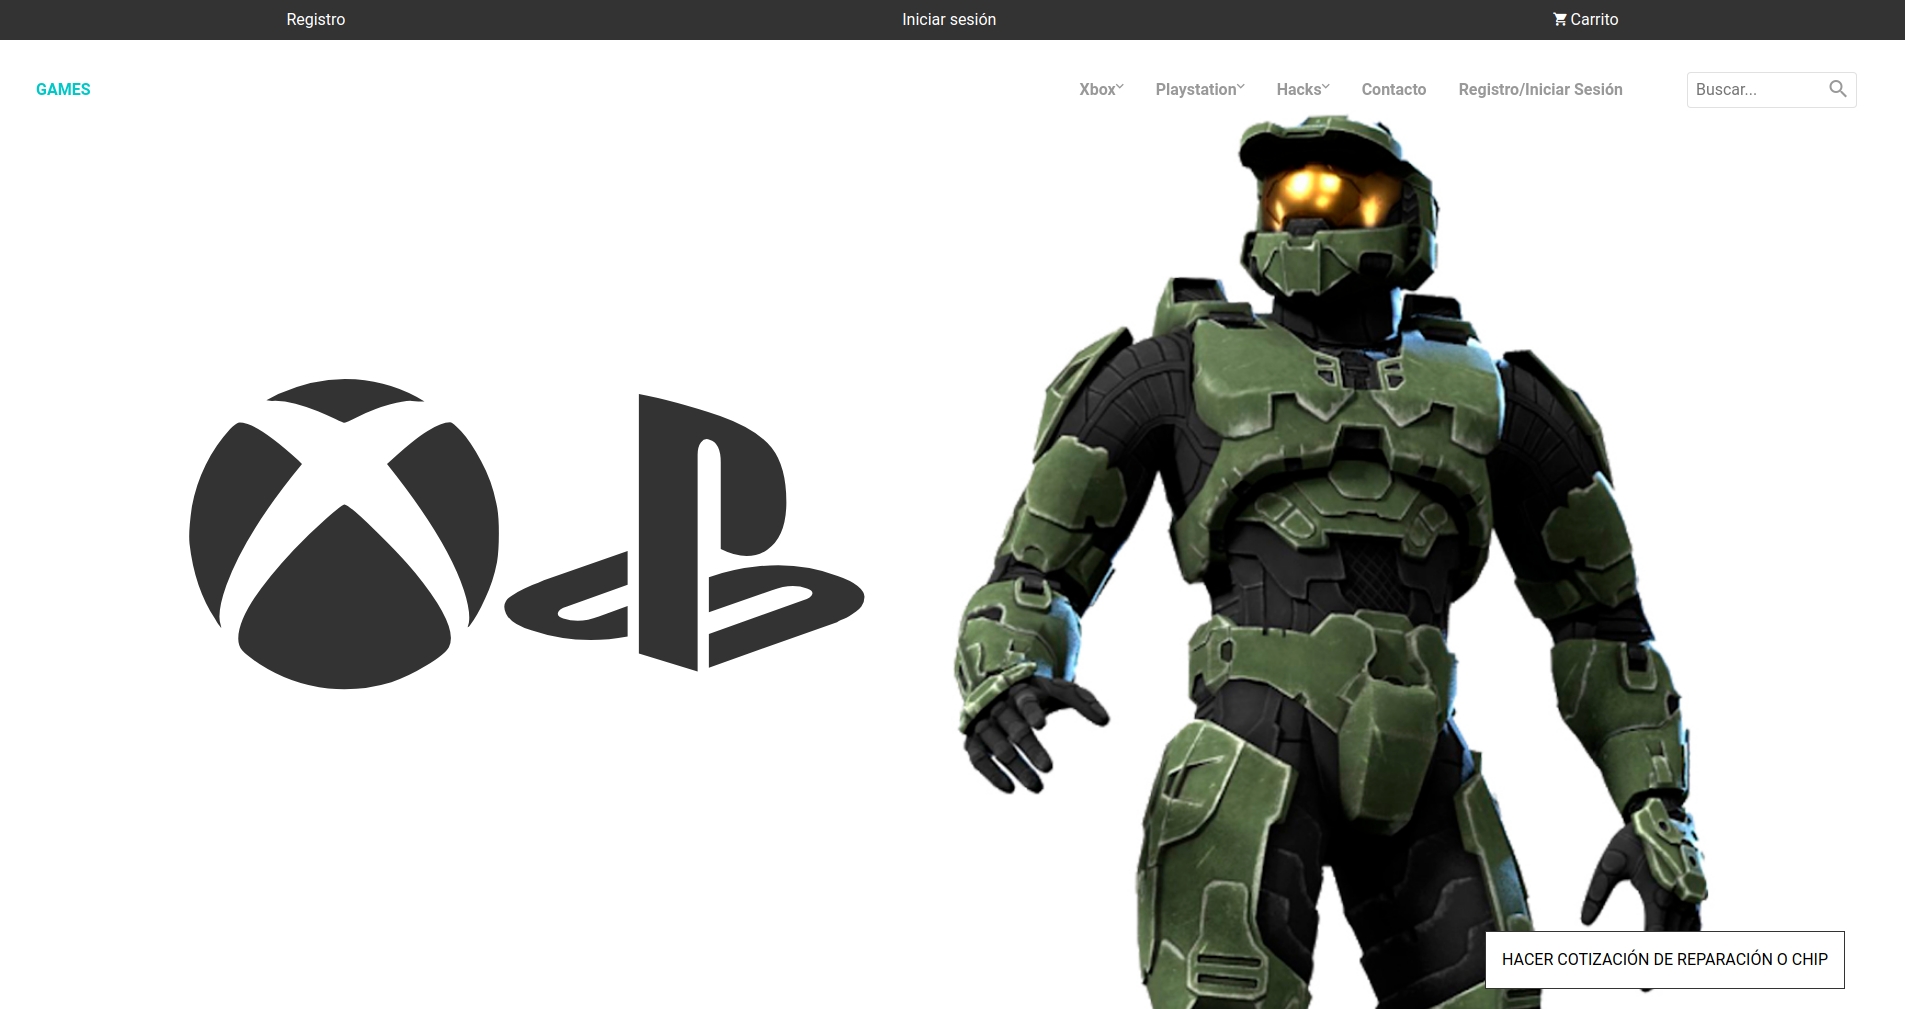 Registro
Iniciar sesión
Carrito
GAMES
Xbox
Playstation
Hacks
Contacto
Registro/Iniciar Sesión
Buscar...
HACER COTIZACIÓN DE REPARACIÓN O CHIP